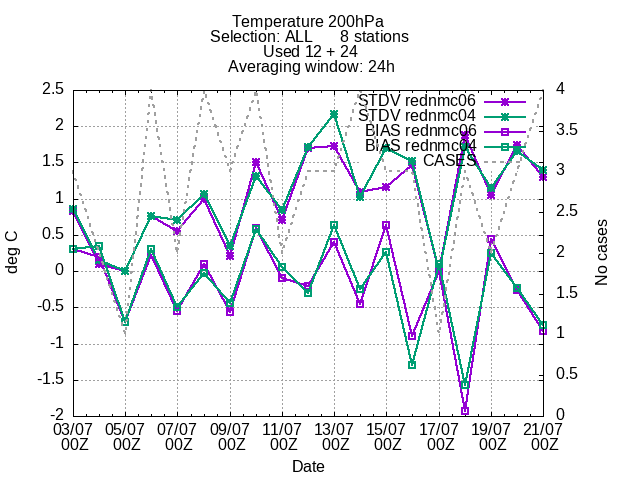 Temperature 200hPa
Selection: ALL 8 stations
Used 12 + 24
Averaging window: 24h
2.5
2
1.5
1
0.5
0
-0.5
-1
-1.5
-2
deg C
4
3.5
3
2.5
2
1.5
1
0.5
0
No cases
STDV rednmc06
STDV rednmc04
BIAS rednmc06
BIAS rednmc04
CASES
03/07 05/07 07/07 09/07 11/07 13/07 15/07 17/07 19/07 21/07
00Z 00Z 00Z 00Z 00Z 00Z 00Z 00Z 00Z 00Z
Date